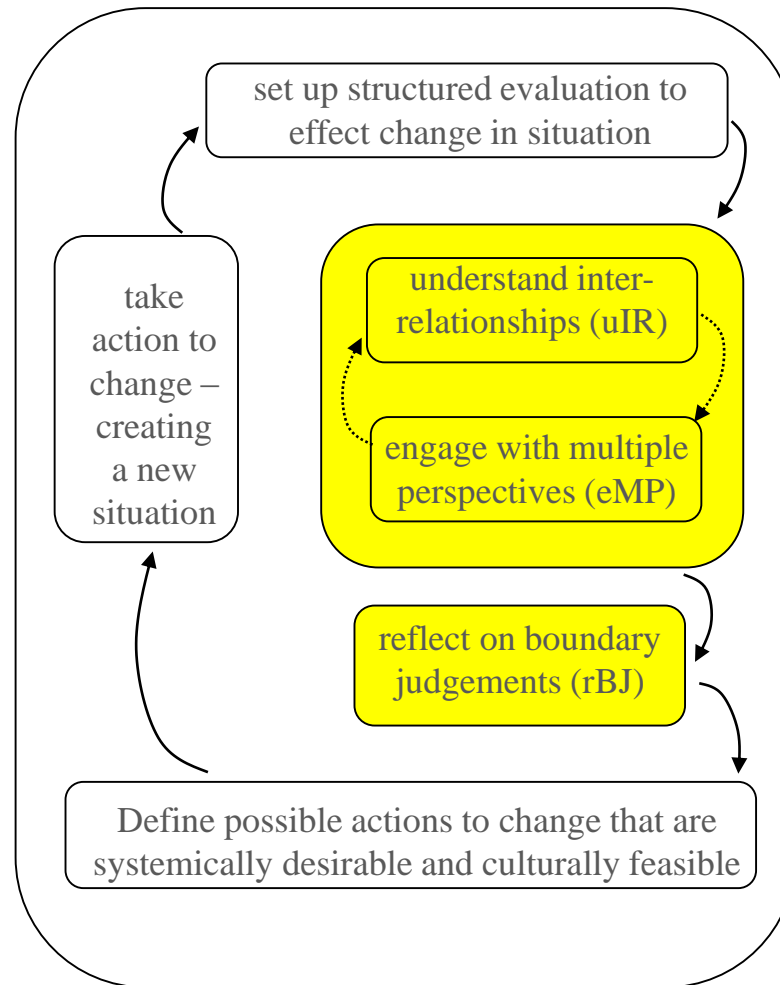 set up structured evaluation to
effect change in situation
understand inter-
relationships (uIR)
engage with multiple
perspectives (eMP)
reflect on boundary
judgements (rBJ)
Define possible actions to change that are
systemically desirable and culturally feasible
take
action to
change –
creating
a new
situation